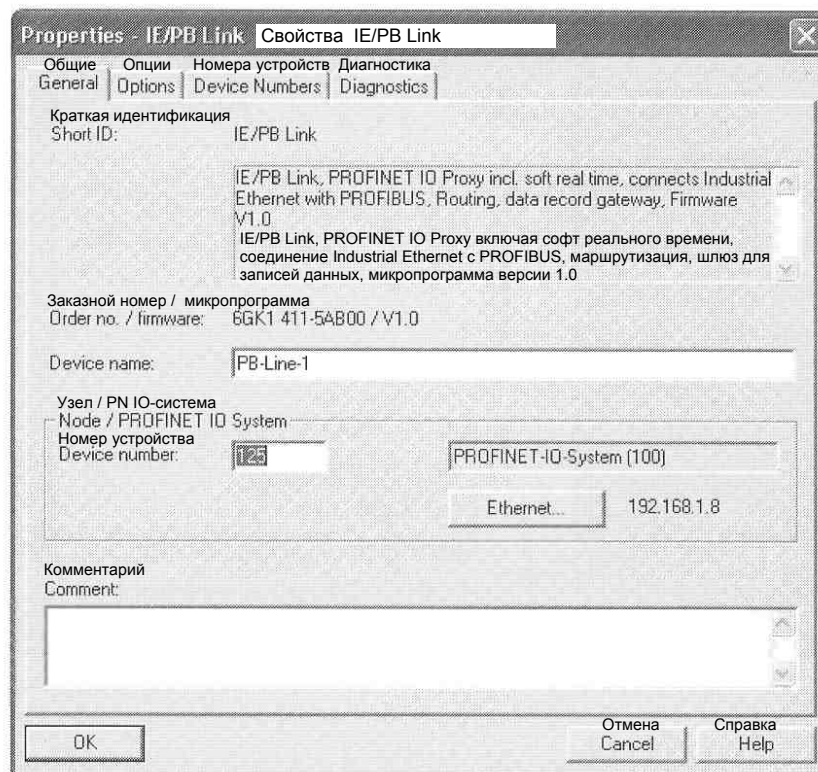 Properties - IE/PB Link Свойства IE/PB Link
Общие Опции Номера устройств Диагностика
General Options Device Numbers Diagnostics
Краткая идентификация
Short ID: IE/PB Link
IE/PB Link, PROFINET IO Proxy incl. soft real time, connects Industrial
Ethernet with PROFIBUS, Routing, data record gateway, Firmware
V1.0
IE/PB Link, PROFINET IO Proxy включая софт реального времени,
соединение Industrial Ethernet с PROFIBUS, маршрутизация, шлюз для
записей данных, микропрограмма версии 1.0
Заказной номер / микропрограмма
Order no. / firmware: 6GK1 411-5AB00 / V1.0
Device name: PB-Line-1
Узел / PN IO-система
Node / PROFINET IO System
Номер устройства
Device number: 125 PROFINET-IO-System (100)
Ethernet... 192.168.1.8
Комментарий
Comment:
Отмена Справка
OK Cancel Help